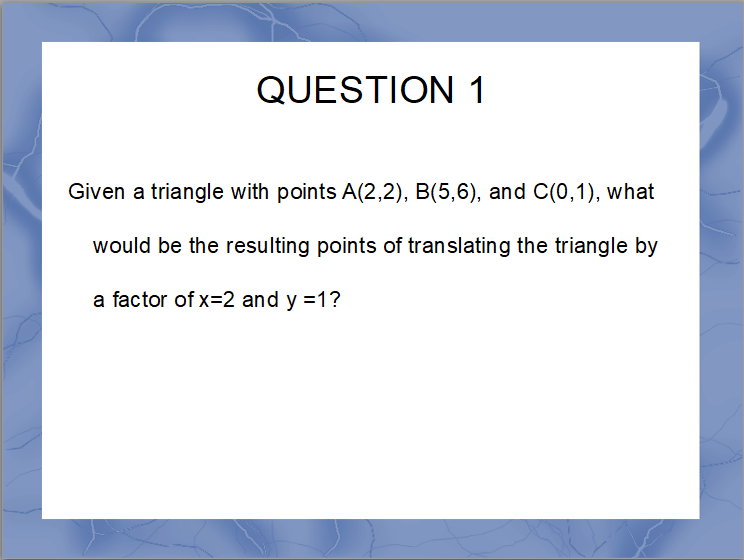 QUESTION 1
Given a triangle with points A(2,2), B(5,6), and C(0,1), what
would be the resulting points of translating the triangle by
a factor of x=2 and y =1?